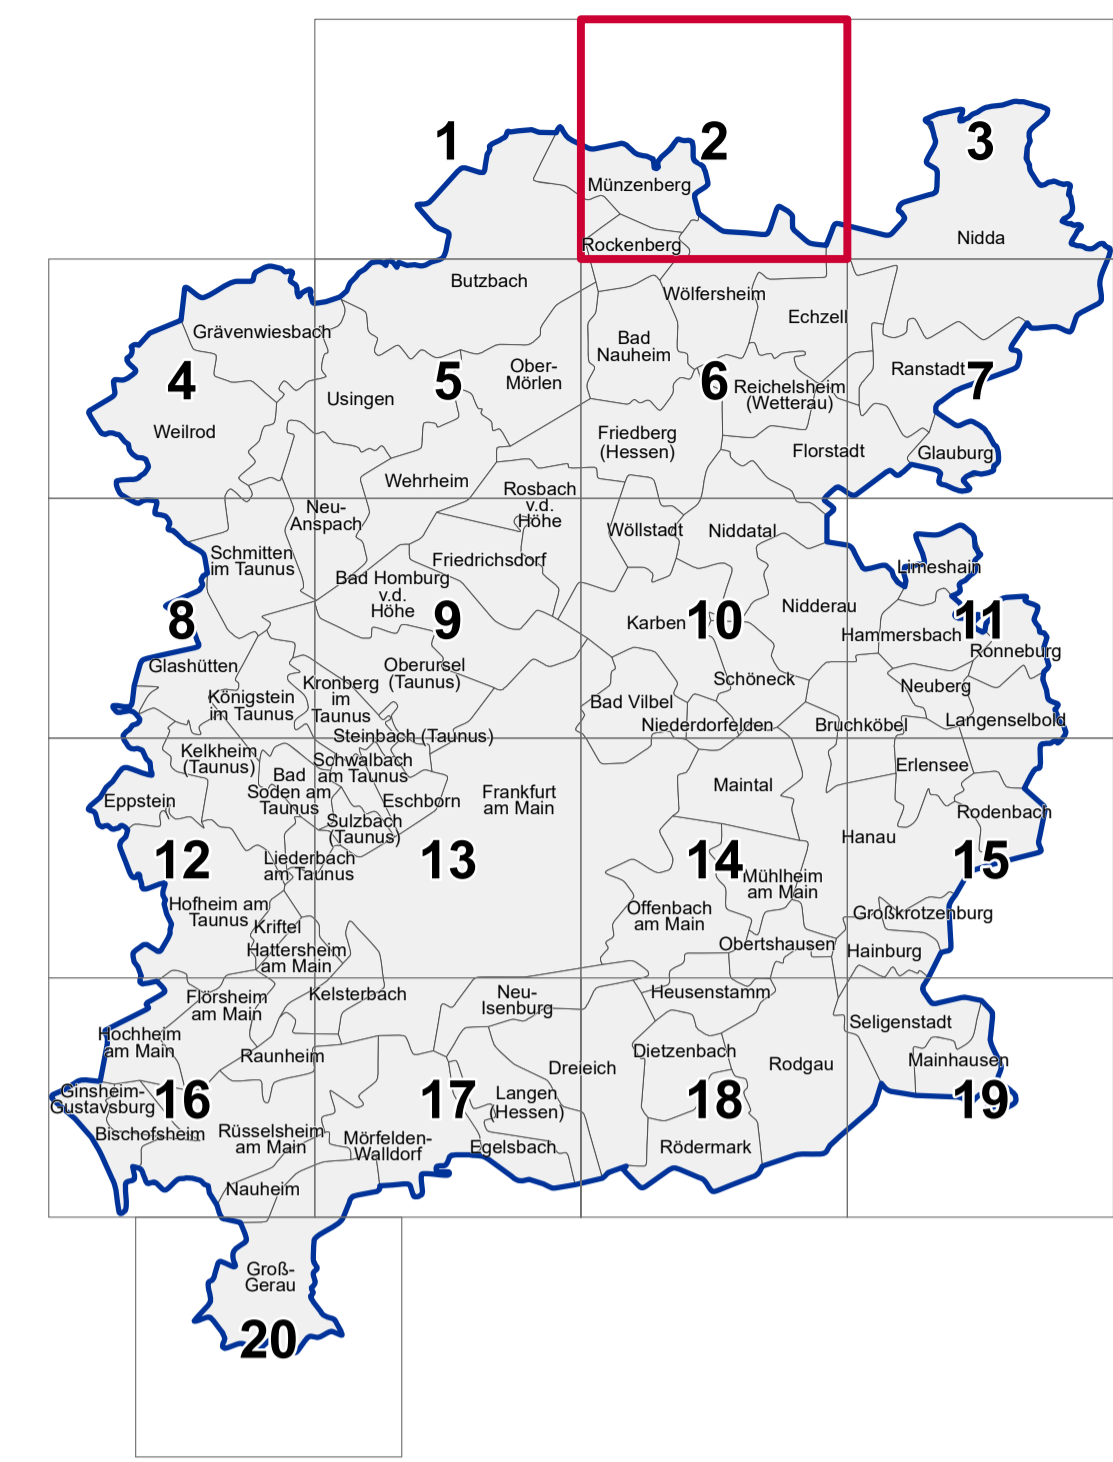 1
2
3
Münzenberg
Nidda
Rockenberg
Butzbach
Wölfersheim
Echzell
Grävenwiesbach
Bad
Nauheim
Ober-
Mörlen
Ranstadt
4
5
6
7
Reichelsheim
(Wetterau)
Usingen
Weilrod
Friedberg
(Hessen)
Florstadt
Glauburg
Wehrheim
Rosbach
v.d.
Höhe
Neu-
Anspach
Wöllstadt
Niddatal
Schmitten
im Taunus
Friedrichsdorf
Limeshain
Bad Homburg
v.d.
Höhe
Nidderau
8
9
10
11
Karben
Hammersbach
Ronneburg
Glashütten
Oberursel
(Taunus)
Schöneck
Königstein
im Taunus
Kronberg
im
Taunus
Neuberg
Bad Vilbel
Niederdorfelden
Bruchköbel
Langenselbold
Steinbach (Taunus)
Kelkheim
(Taunus)
Schwalbach
am Taunus
Erlensee
Bad
Soden am
Taunus
Maintal
Eppstein
Eschborn
Frankfurt
am Main
Rodenbach
Sulzbach
(Taunus)
Hanau
12
13
14
15
Liederbach
am Taunus
Mühlheim
am Main
Hofheim am
Taunus
Offenbach
am Main
Großkrotzenburg
Kriftel
Obertshausen
Hainburg
Hattersheim
am Main
Flörsheim
am Main
Kelsterbach
Neu-
Isenburg
Heusenstamm
Seligenstadt
Hochheim
am Main
Raunheim
Dietzenbach
Mainhausen
Dreieich
Rodgau
Ginsheim-
Gustavsburg
16
17
18
19
Langen
(Hessen)
Bischofsheim
Rüsselsheim
am Main
Mörfelden-
Walldorf
Egelsbach
Rödermark
Nauheim
Groß-
Gerau
20